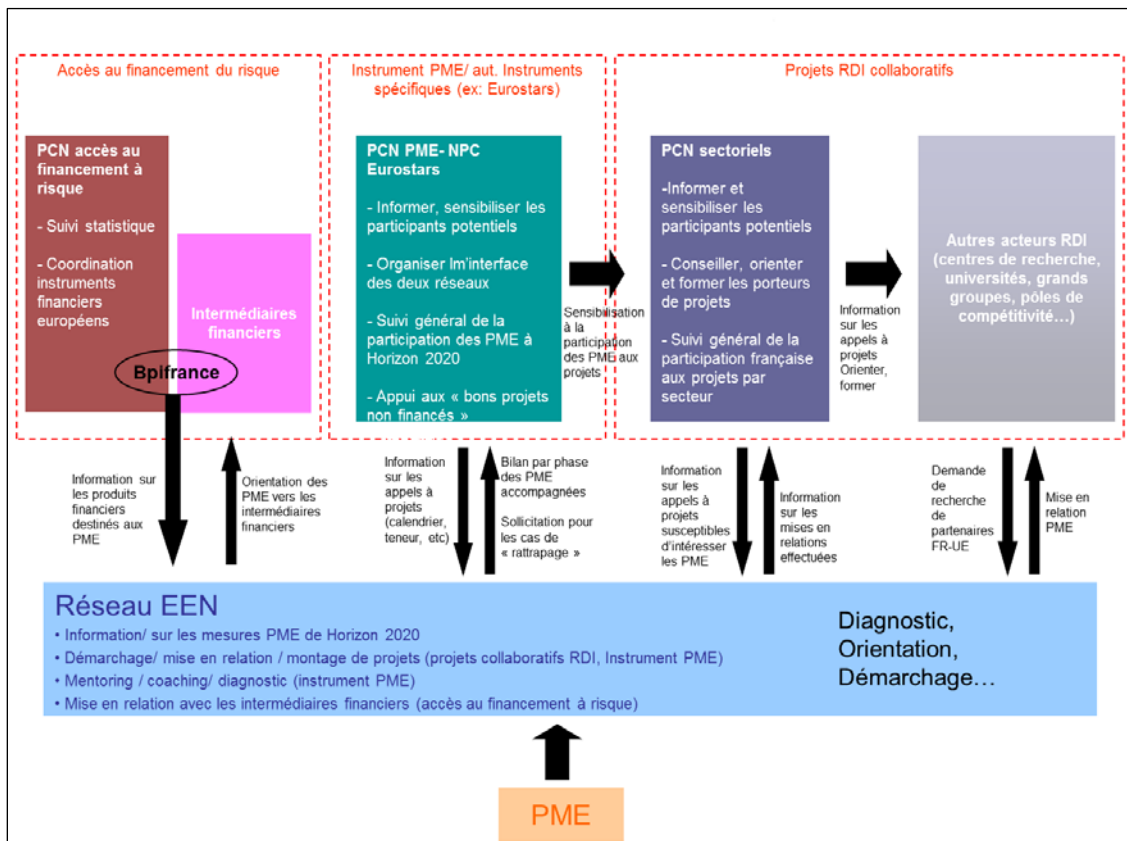 Accès au financement du risque
Instrument PME/ aut. Instruments
spécifiques (ex: Eurostars)
Projets RDI collaboratifs
PCN accès au
financement à
risque
- Suivi statistique
- Coordination
instruments
financiers
européens
Intermédiaires
financiers
Bpifrance
PCN PME- NPC
Eurostars
- Informer, sensibiliser les
participants potentiels
- Organiser lm'interface
des deux réseaux
- Suivi général de la
participation des PME à
Horizon 2020
- Appui aux « bons projets
non financés »
Sensibilisation
à la
participation
des PME aux
projets
PCN sectoriels
-Informer et
sensibiliser les
participants potentiels
- Conseiller, orienter
et former les porteurs
de projets
- Suivi général de la
participation française
aux projets par
secteur
Information
sur les
appels à
projets
Orienter,
former
Autres acteurs RDI
(centres de recherche,
universités, grands
groupes, pôles de
compétitivité…)
Information sur
les produits
financiers
destinés aux
PME
Orientation des
PME vers les
intermédiaires
financiers
Information
sur les
appels à
projets
(calendrier,
teneur, etc)
Bilan par phase
des PME
accompagnées
Sollicitation pour
les cas de
« rattrapage »
Information
sur les
appels à
projets
susceptibles
d'intéresser
les PME
Information
sur les
mises en
relations
effectuées
Demande
de
recherche
de
partenaires
FR-UE
Mise en
relation
PME
Réseau EEN
• Information/ sur les mesures PME de Horizon 2020
• Démarchage/ mise en relation / montage de projets (projets collaboratifs RDI, Instrument PME)
• Mentoring / coaching/ diagnostic (instrument PME)
• Mise en relation avec les intermédiaires financiers (accès au financement à risque)
Diagnostic,
Orientation,
Démarchage…
PME